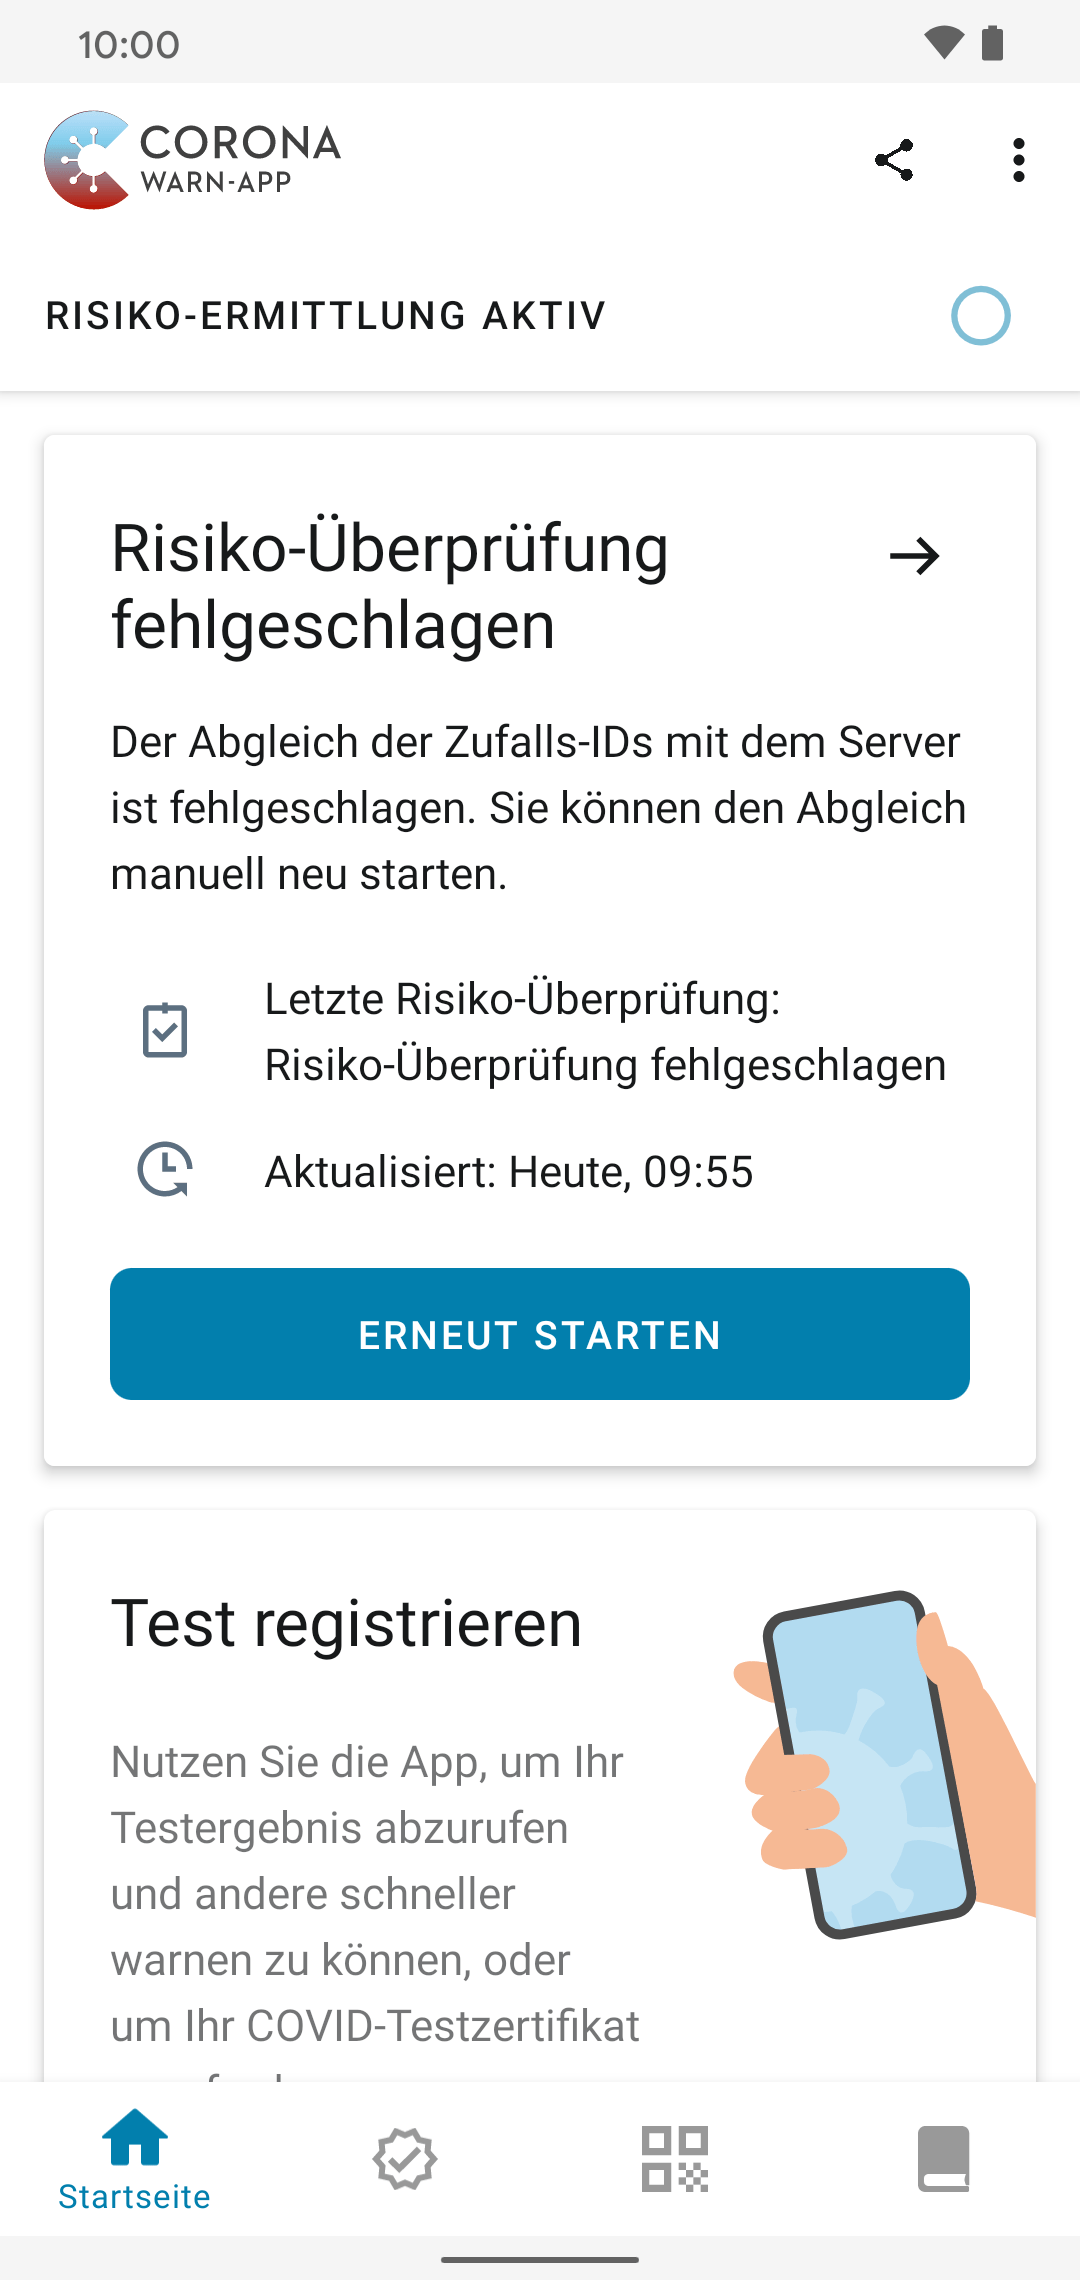 10:00
CORONA
WARN-APP
RISIKO-ERMITTLUNG AKTIV
Risiko-Überprüfung
fehlgeschlagen
Der Abgleich der Zufalls-IDs mit dem Server
ist fehlgeschlagen. Sie können den Abgleich
manuell neu starten.
Letzte Risiko-Überprüfung:
Risiko-Überprüfung fehlgeschlagen
Aktualisiert: Heute, 09:55
ERNEUT STARTEN
Test registrieren
Nutzen Sie die App, um Ihr
Testergebnis abzurufen
und andere schneller
warnen zu können, oder
um Ihr COVID-Testzertifikat
Startseite